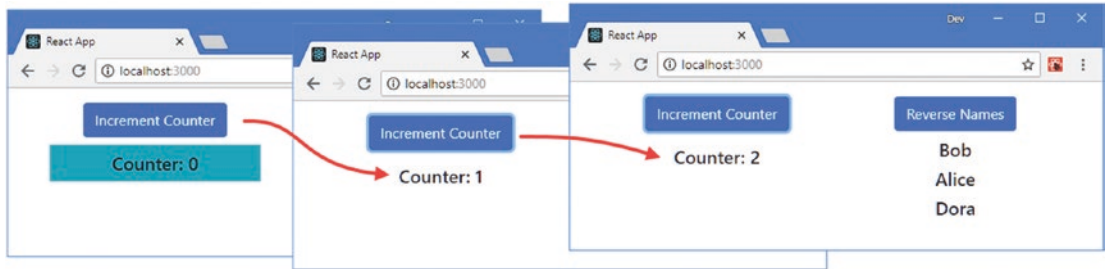 React App
localhost:3000
Increment Counter
Counter: 0
React App
localhost:3000
Increment Counter
Counter: 1
Dev
React App
localhost:3000
Increment Counter
Counter: 2
Reverse Names
Bob
Alice
Dora